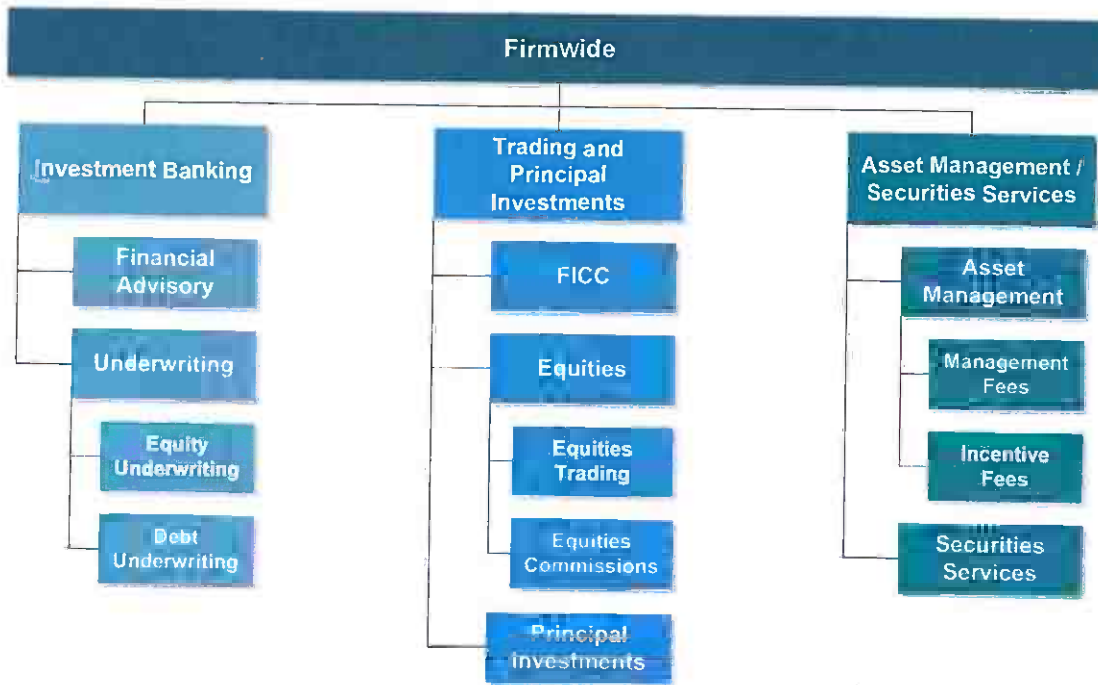 Firmwide
Investment Banking
Financial
Advisory
Underwriting
Equity
Underwriting
Debt
Underwriting
Trading and
Principal
Investments
FICC
Equities
Equities
Trading
Equities
Commissions
Principal
Investments
Asset Management /
Securities Services
Asset
Management
Management
Fees
Incentive
Fees
Securities
Services